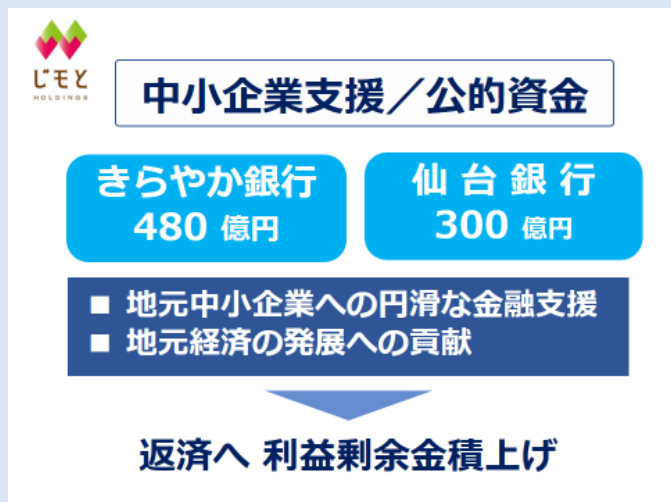 じモと
HOLDINGS
中小企業支援／公的資金
きらやか銀行
480 億円
仙台銀行
300 億円
■ 地元中小企業への円滑な金融支援
■ 地元経済の発展への貢献
返済へ 利益剰余金積上げ